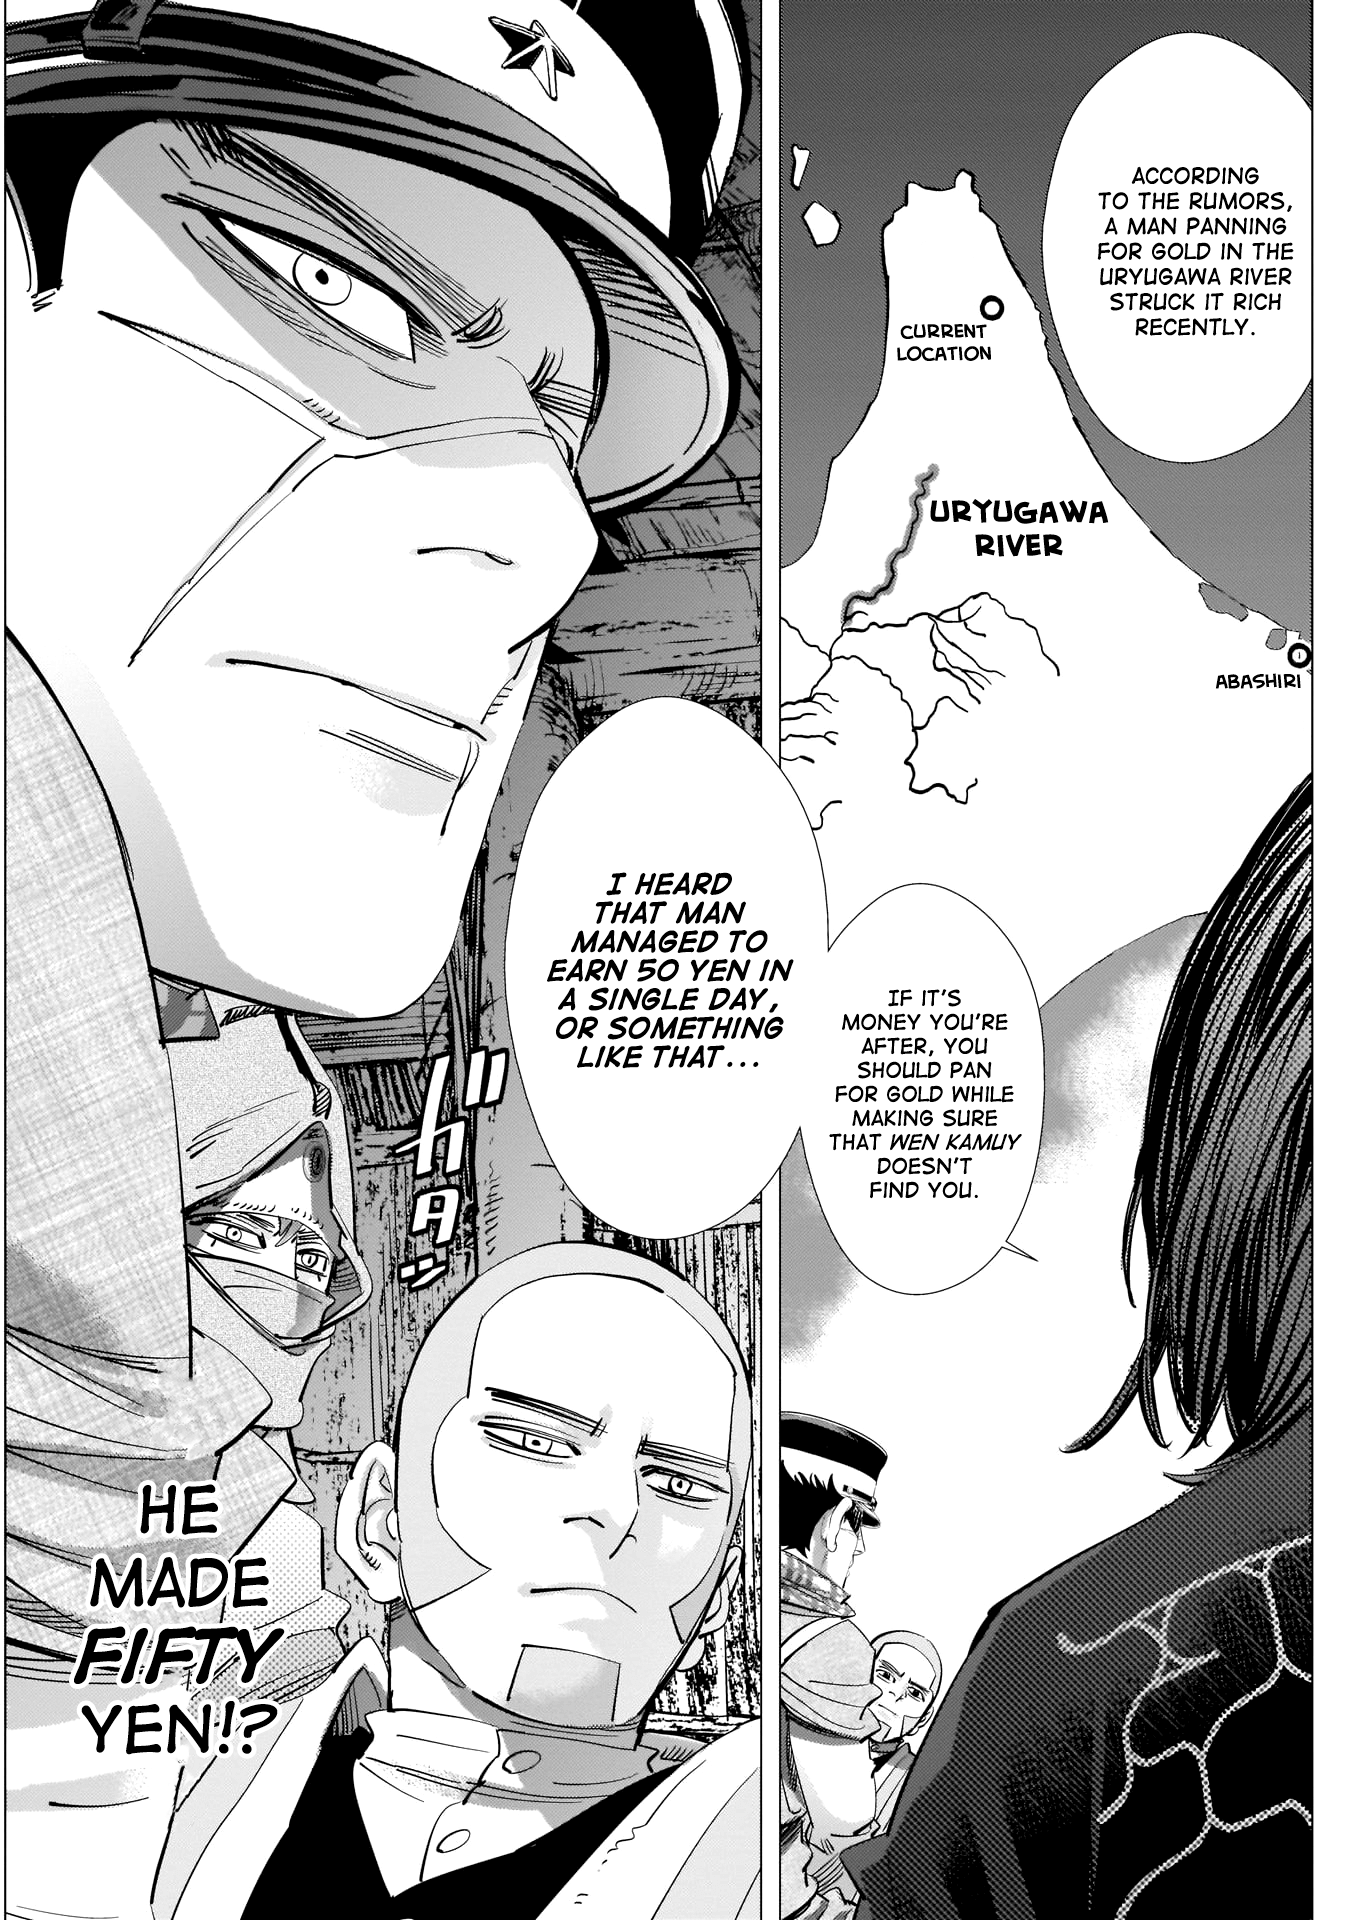 ACCORDING
TO THE RUMORS,
A MAN PANNING
FOR GOLD IN THE
URYUGAWA RIVER
STRUCK IT RICH
RECENTLY.
CURRENT
LOCATION
URYUGAWA
RIVER
ABASHIRI
IF IT'S
MONEY YOU'RE
AFTER, YOU
SHOULD PAN
FOR GOLD WHILE
MAKING SURE
THAT WEN KAMUY
DOESN'T
FIND YOU.
I HEARD
THAT MAN
MANAGED TO
EARN 50 YEN IN
A SINGLE DAY,
OR SOMETHING
LIKE THAT...
ガタッ
HE
MADE
FIFTY
YEN!?